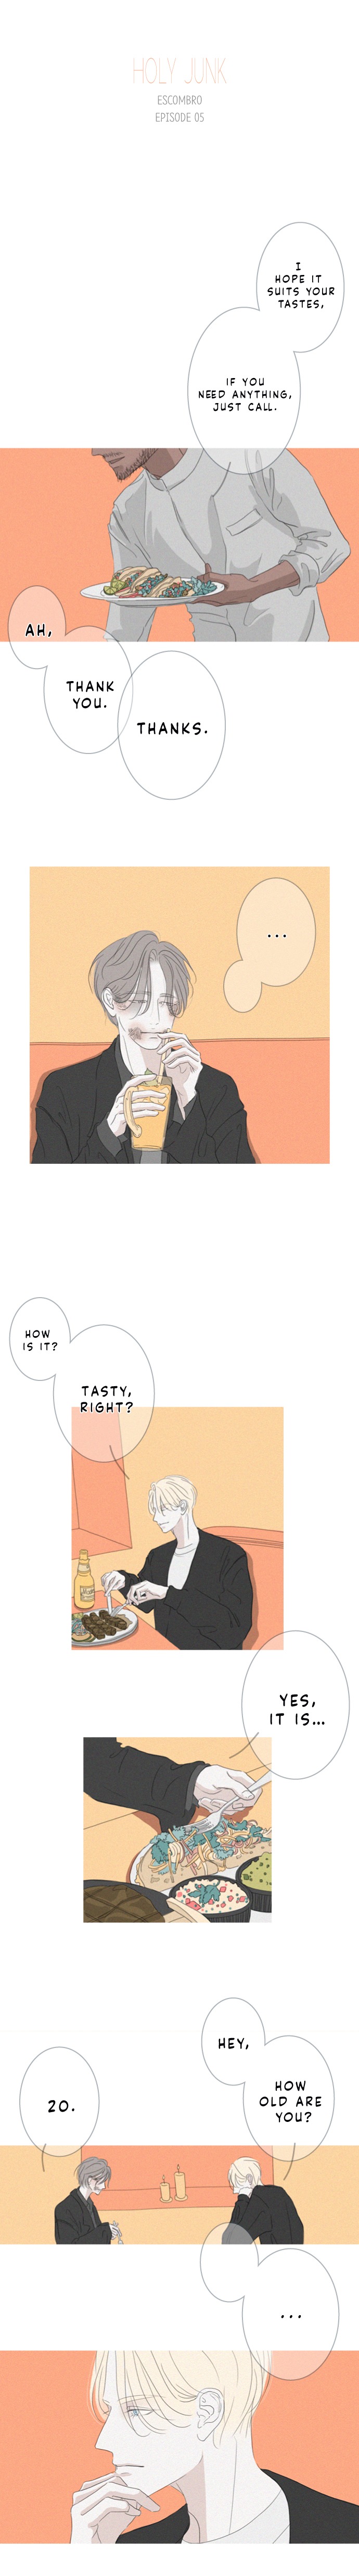 HOLY JUNK
ESCOMBRO
EPISODE 05
I
HOPE IT
SUITS YOUR
TASTES,
IF YOU
NEED ANYTHING,
JUST CALL.
AH,
THANK
YOU.
THANKS.
...
HOW
IS IT?
TASTY,
RIGHT?
YES,
IT IS...
HEY,
HOW
OLD ARE
YOU?
20.
...